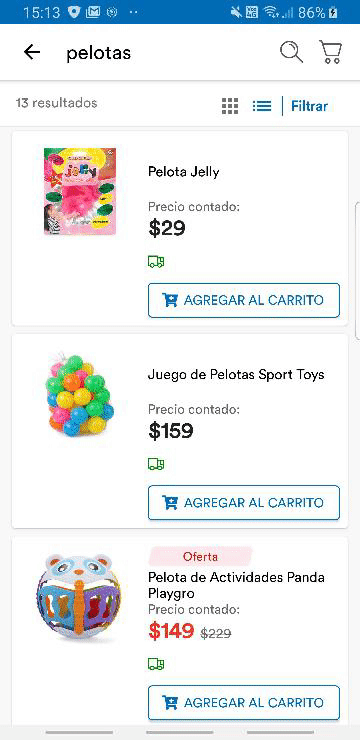 15:13
86%
pelotas
13 resultados
Filtrar
jelly
Pelota Jelly
Precio contado:
$29
AGREGAR AL CARRITO
Juego de Pelotas Sport Toys
Precio contado:
$159
AGREGAR AL CARRITO
Oferta
Pelota de Actividades Panda
Playgro
Precio contado:
$149 $229
AGREGAR AL CARRITO